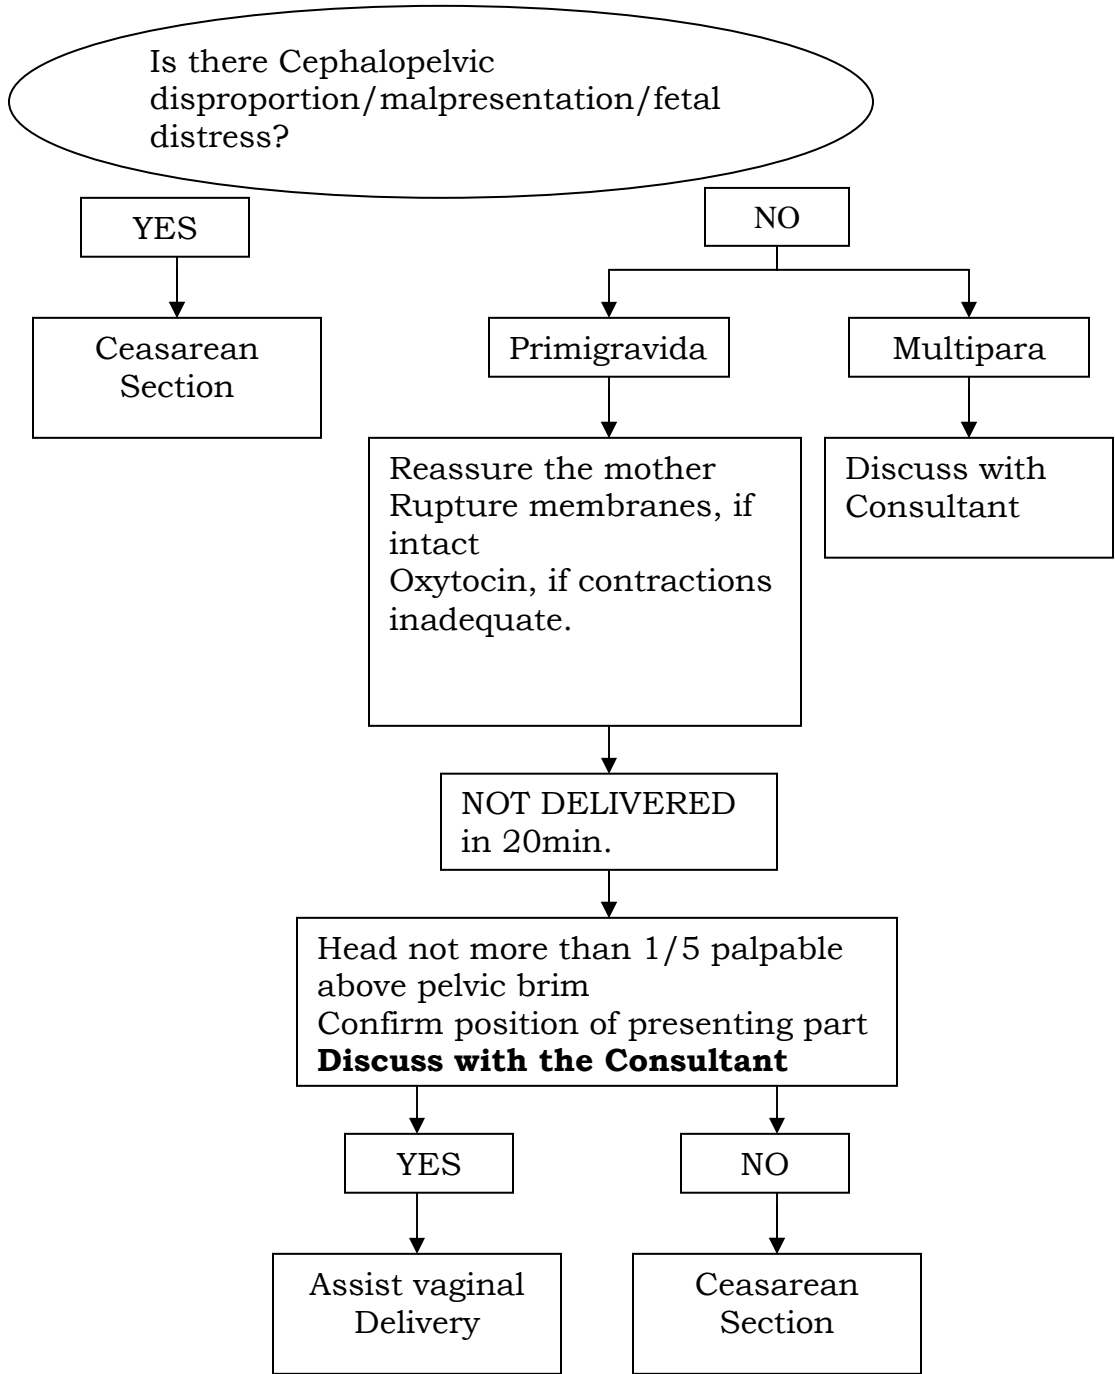 Is there Cephalopelvic
disproportion/malpresentation/fetal
distress?
YES
NO
Ceasarean
Section
Primigravida
Multipara
Reassure the mother
Rupture membranes, if
intact
Oxytocin, if contractions
inadequate.
Discuss with
Consultant
NOT DELIVERED
in 20min.
Head not more than 1/5 palpable
above pelvic brim
Confirm position of presenting part
Discuss with the Consultant
YES
NO
Assist vaginal
Delivery
Ceasarean
Section